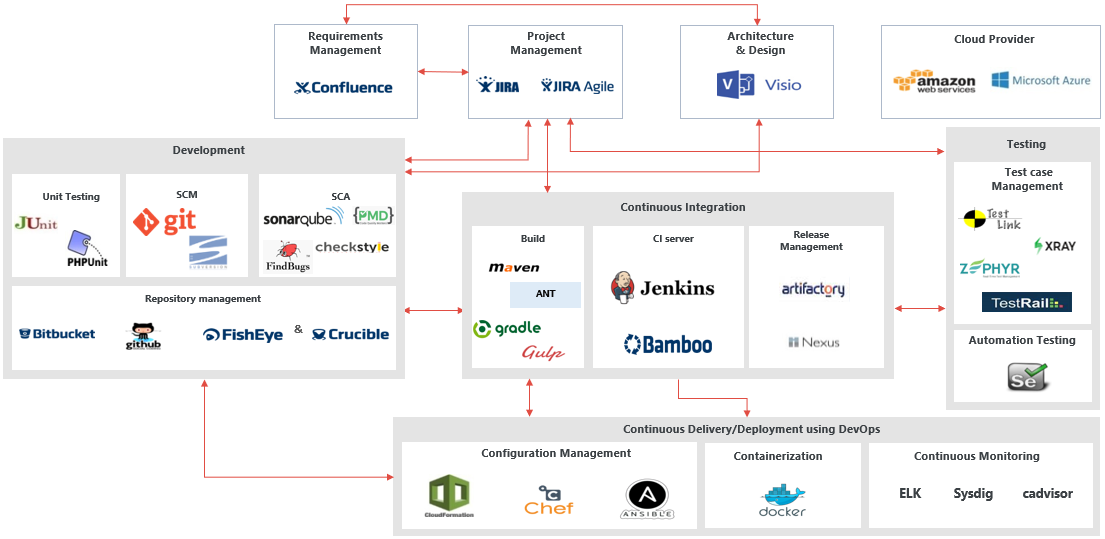 Requirements
Management
Confluence
Project
Management
JIRA
JIRA Agile
Architecture
& Design
Visio
Cloud Provider
amazon
web services
Microsoft Azure
Development
Unit Testing
JUnit
PHPUnit
SCM
git
SUBVERSION
SCA
sonarqube
{PMD}
FindBugs
checkstyle
Repository management
Bitbucket
github
FishEye
&
Crucible
Continuous Integration
Build
maven
ANT
gradle
Gulp
CI server
Jenkins
Bamboo
Release
Management
artifactory
Nexus
Testing
Test case
Management
Test
Link
XRAY
ZEPHYR
TestRail
Automation Testing
Se
Continuous Delivery/Deployment using DevOps
Configuration Management
CloudFormation
Chef
A
ANSIBLE
Containerization
docker
Continuous Monitoring
ELK
Sysdig
cadvisor